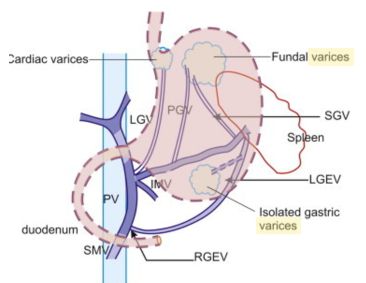 Cardiac varices
Fundal varices
LGV
PGV
SGV
Spleen
IMV
LGEV
PV
Isolated gastric
varices
duodenum
SMV
RGEV